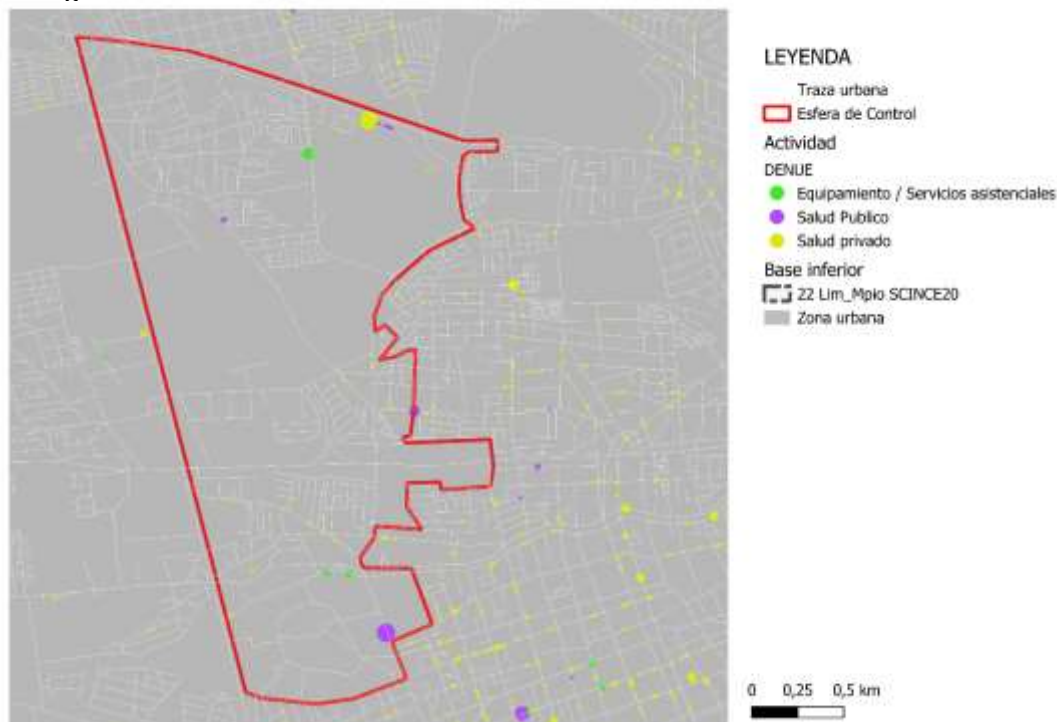 LEYENDA
Traza urbana
Esfera de Control
Actividad
DENUE
Equipamiento / Servicios asistenciales
Salud Publico
Salud privado
Base inferior
22 Lim_Mpio SCINCE20
Zona urbana
0 0,25 0,5 km